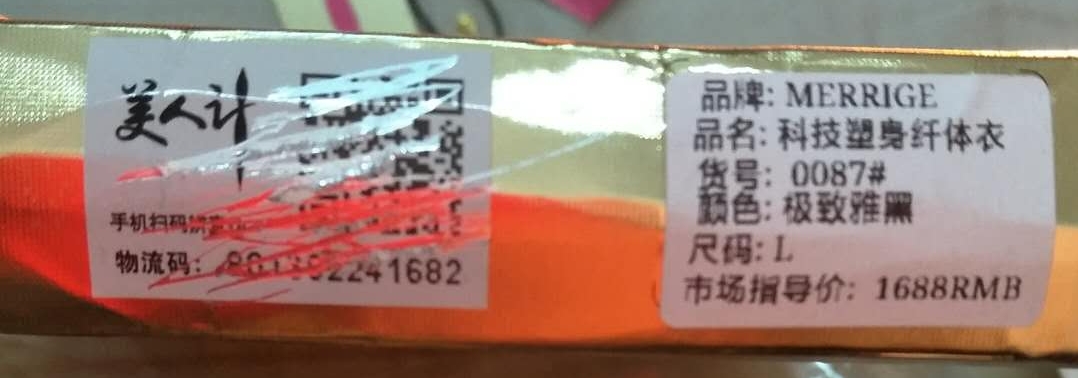 美人计
手机扫码
物流码:
2241682
品牌: MERRIGE
品名: 科技塑身纤体衣
货号: 0087#
颜色: 极致雅黑
尺码: L
市场指导价: 1688RMB